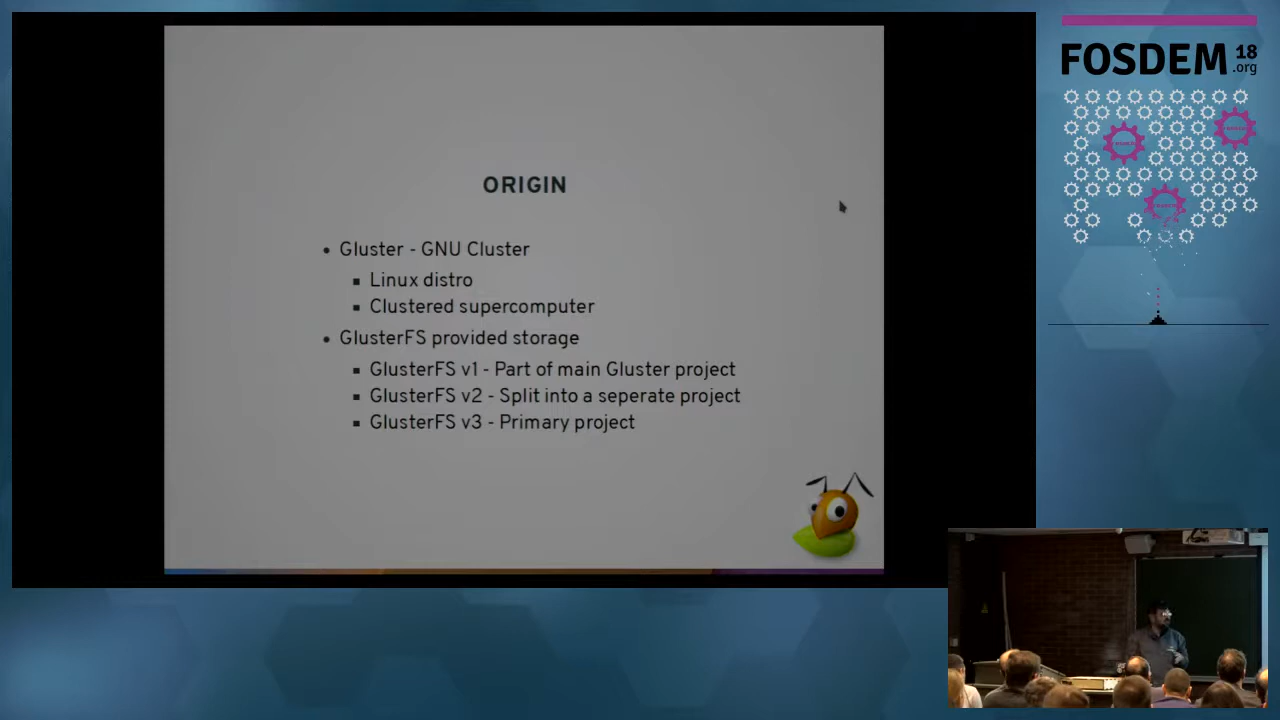 ORIGIN
• Gluster - GNU Cluster
▪ Linux distro
▪ Clustered supercomputer
• GlusterFS provided storage
▪ GlusterFS v1 - Part of main Gluster project
▪ GlusterFS v2 - Split into a seperate project
▪ GlusterFS v3 - Primary project
FOSDEM 18
.org